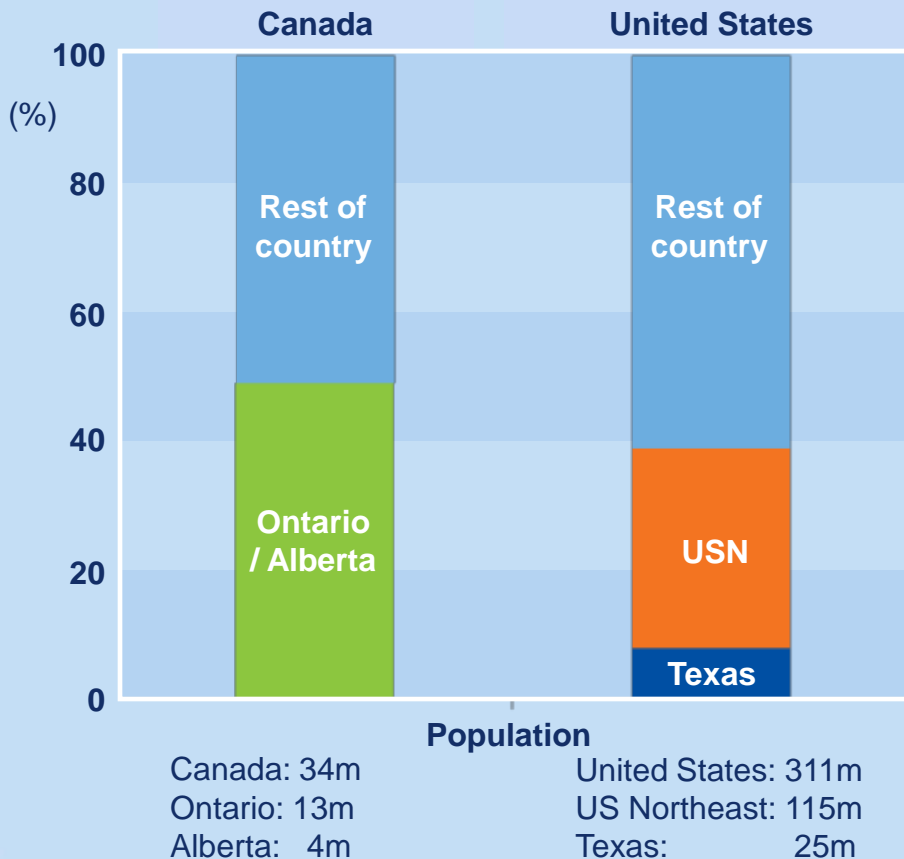 Canada
United States
100
(%)
80
60
40
20
0
Rest of
country
Ontario
/ Alberta
Rest of
country
USN
Texas
Population
Canada: 34m
Ontario: 13m
Alberta: 4m
United States: 311m
US Northeast: 115m
Texas: 25m